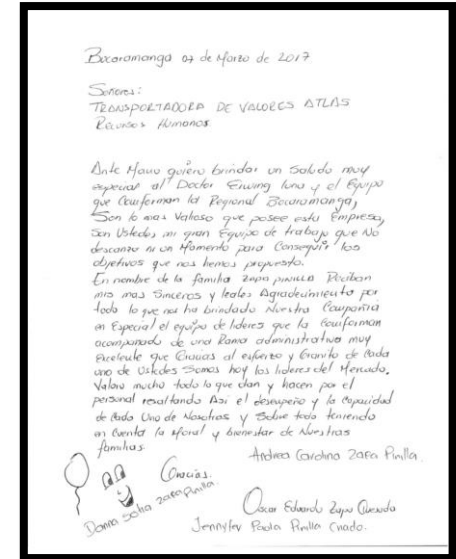 Bucaramanga 07 de Marzo de 2017
Señores:
TRANSPORTADORA DE VALORES ATLAS
Recursos Humanos
Ante Mano quiero brindar un Saludo muy
especial al Doctor Erwing luna y el Equipo
que Conforman la Regional Bucaramanga,
Son lo mas Valioso que posee esta Empresa,
Son Ustedes mi gran Equipo de trabajo que No
descanza ni un Momento para Conseguir los
objetivos que nos hemos propuesto.
En nombre de la familia zapa pinilla Reciban
mis mas Sinceros y leales Agradecimiento por
todo lo que nos ha brindado Nuestra Compañia
en Especial el equipo de lideres que la Conforman
acompañado de una Rama administrativa muy
Excelente que Gracias al esfuerzo y Granito de Cada
uno de Ustedes Somos hoy los lideres del Mercado.
Valoro mucho todo lo que dan y hacen por el
personal resaltando Asi el desempeño y la Capacidad
de Cada Uno de Nosotros y Sobre todo teniendo
en Cuenta la Moral y bienestar de Nuestras
familias.
Andrea Carolina zapa Pinilla.
Gracias.
Danna Sofia zapa Pinilla.
Oscar Eduardo Zapa Quesada
Jennyfer Paola Pinilla Criado.